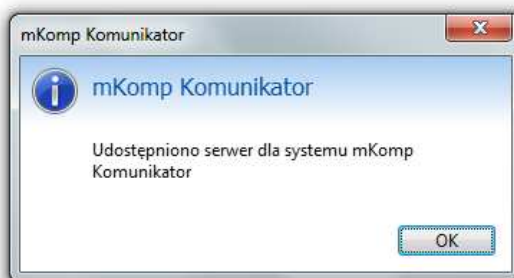 mKomp Komunikator
mKomp Komunikator
Udostępniono serwer dla systemu mKomp
Komunikator
OK